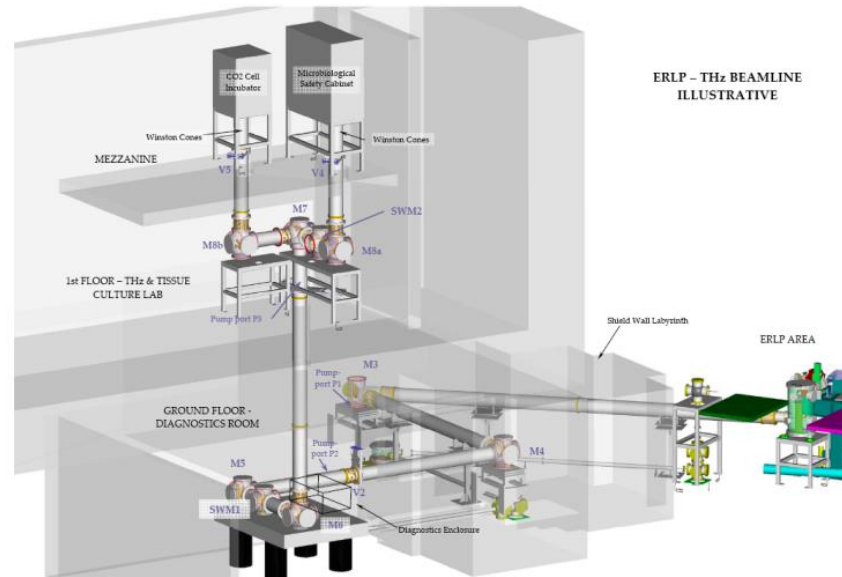 ERLP – THz BEAMLINE
ILLUSTRATIVE
CO2 Cell
Incubator
Microbiological
Safety Cabinet
Winston Cones
Winston Cones
MEZZANINE
V5
V4
M7
SWM2
M8b
M8a
1st FLOOR – THz & TISSUE
CULTURE LAB
Pump port P3
Shield Wall Labyrinth
ERLP AREA
M3
Pump-
port P1
GROUND FLOOR -
DIAGNOSTICS ROOM
Pump-
port P2
M4
M5
V2
SWM1
M6
Diagnostics Enclosure